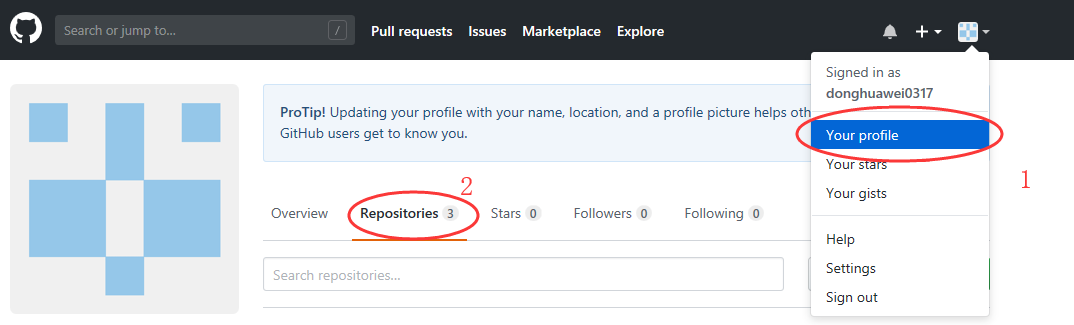 Search or jump to... /
Pull requests Issues Marketplace Explore
Signed in as
donghuawei0317
Your profile
Your stars
Your gists
Help
Settings
Sign out
1
ProTip! Updating your profile with your name, location, and a profile picture helps oth
GitHub users get to know you.
2
Overview Repositories 3 Stars 0 Followers 0 Following 0
Search repositories...